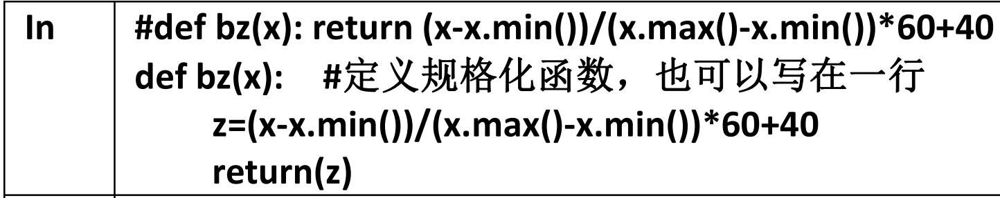 In #def bz(x): return (x-x.min())/(x.max()-x.min())*60+40
def bz(x): #定义规格化函数，也可以写在一行
z=(x-x.min())/(x.max()-x.min())*60+40
return(z)